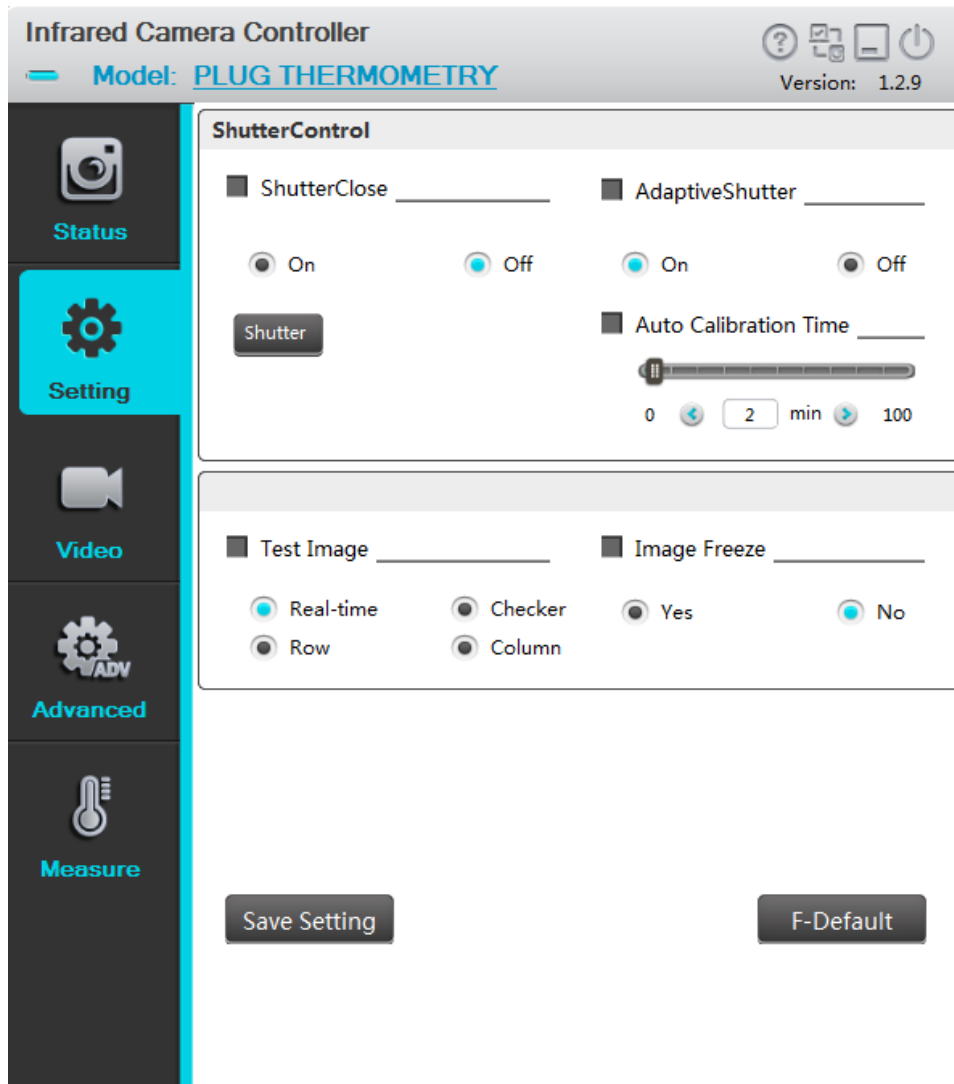 Infrared Camera Controller
Model: PLUG THERMOMETRY
Version: 1.2.9
Status
Setting
Video
ADV
Advanced
Measure
ShutterControl
ShutterClose
AdaptiveShutter
On Off
On Off
Shutter
Auto Calibration Time
0 2 min 100
Test Image
Image Freeze
Real-time Checker
Yes No
Row Column
Save Setting
F-Default